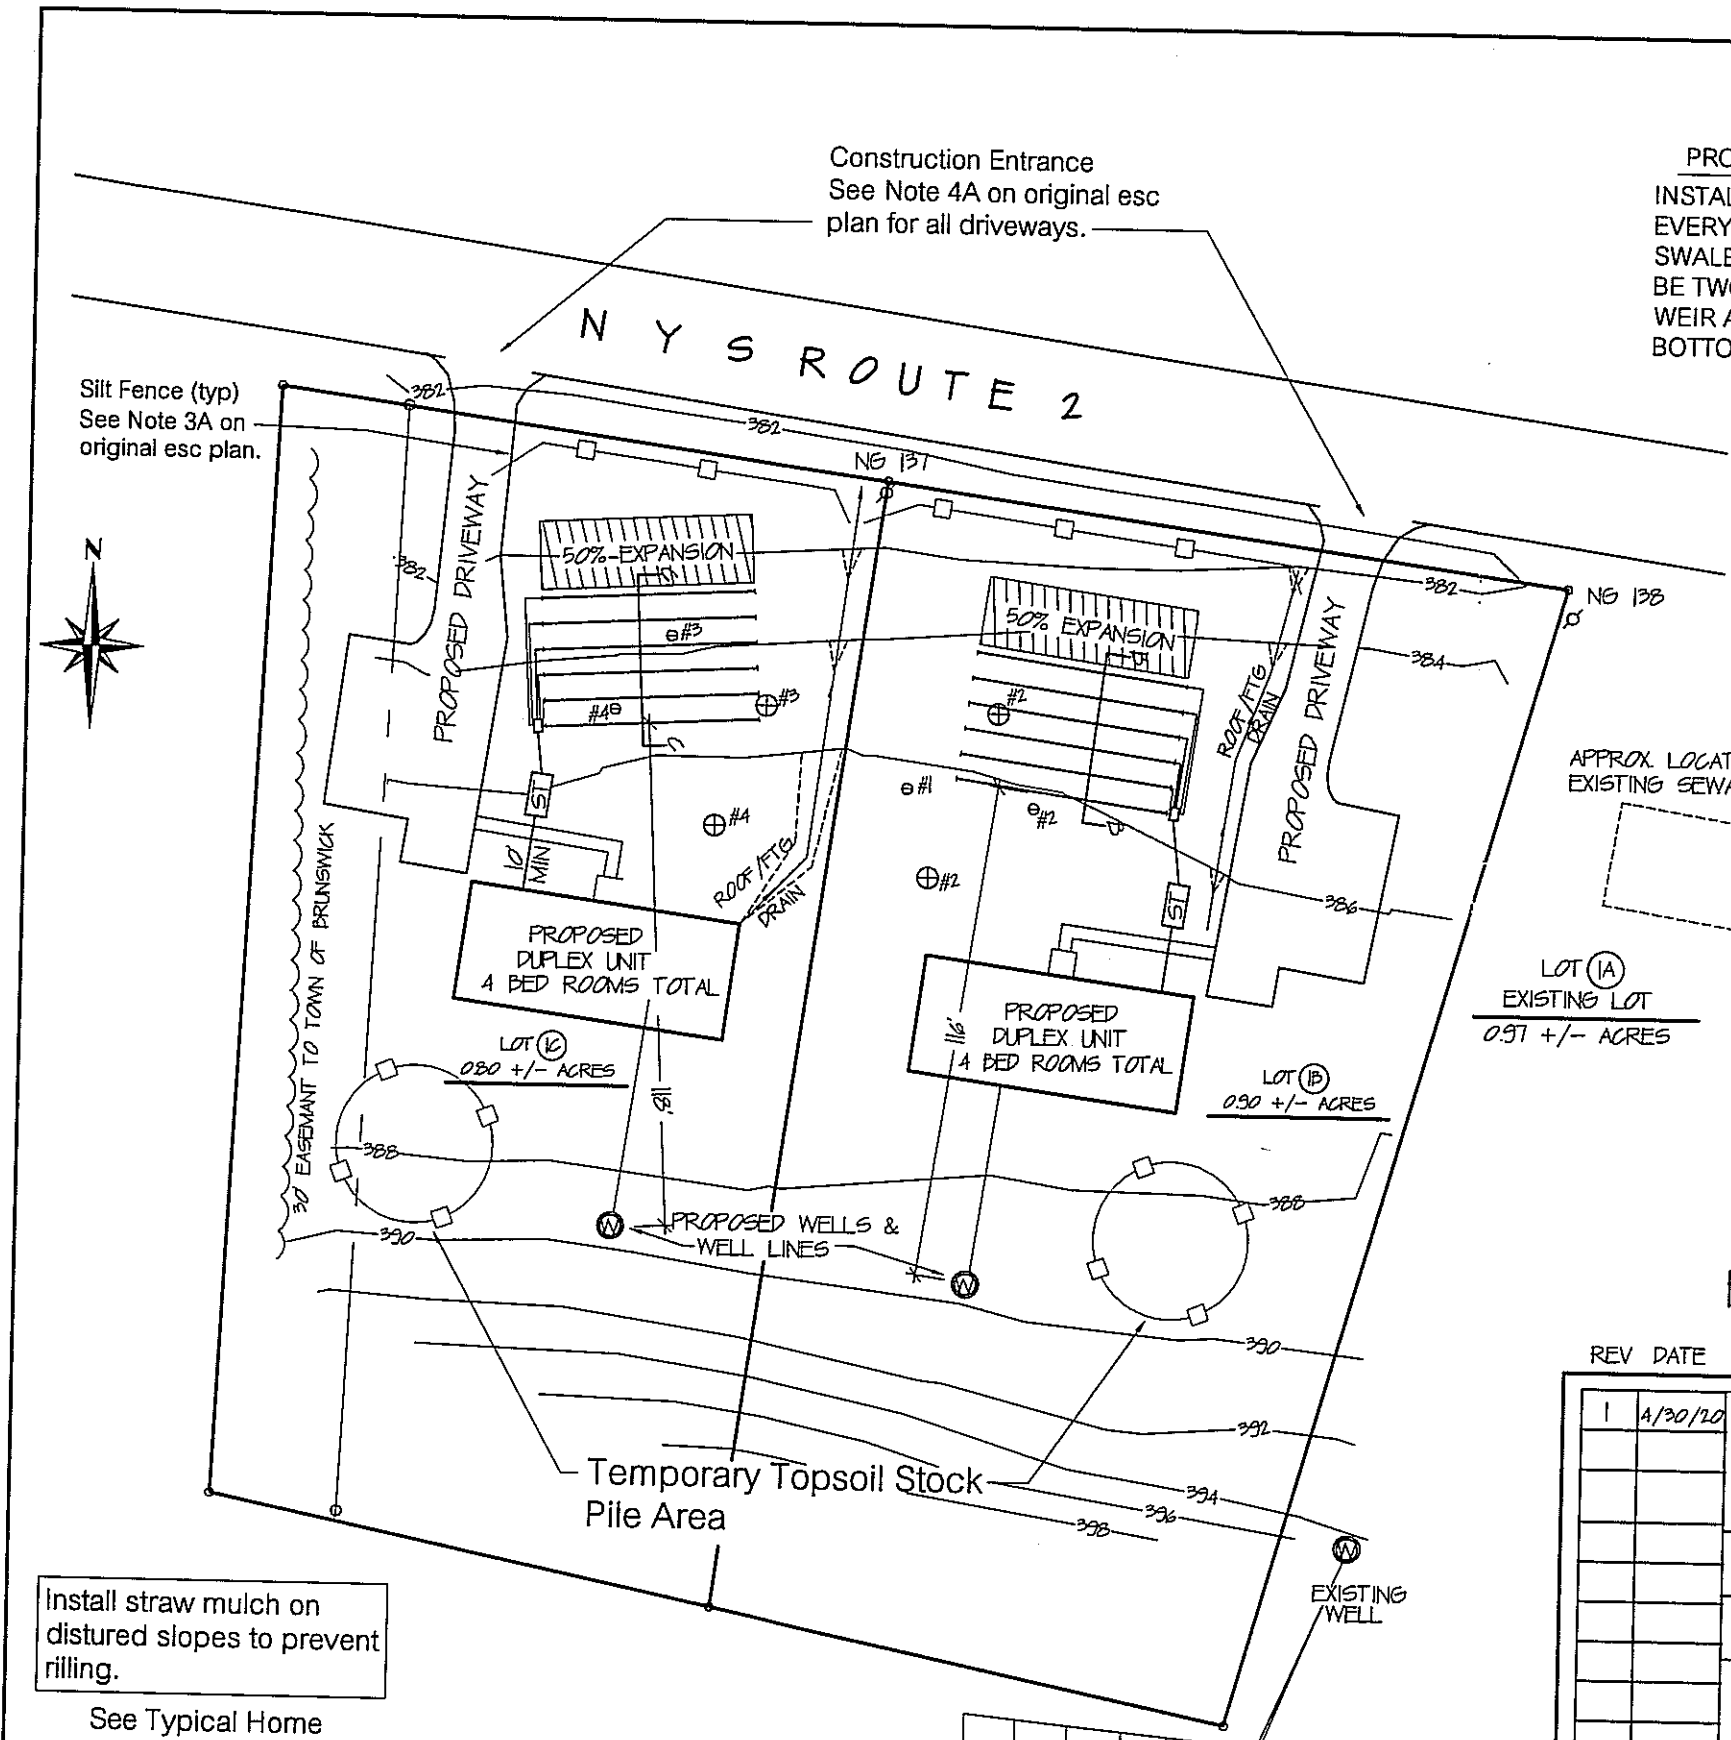 Construction Entrance
See Note 4A on original esc
plan for all driveways.
PRO
INSTAL
EVERY
SWALE
BE TWO
WEIR A
BOTTO
NYS ROUTE 2
Silt Fence (typ)
See Note 3A on
original esc plan.
382
382
NG 137
NG 138
382
382
384
N
PROPOSED DRIVEWAY
50% EXPANSION
#3
#4
#3
#4
ST
10'
MIN
ROOF/FTG
DRAIN
50% EXPANSION
#2
#1
#2
#2
ROOF/FTG
DRAIN
PROPOSED DRIVEWAY
ST
386
APPROX. LOCAT
EXISTING SEWA
30' EASEMANT TO TOWN OF BRUNSWICK
PROPOSED
DUPLEX UNIT
4 BED ROOMS TOTAL
PROPOSED
DUPLEX UNIT
4 BED ROOMS TOTAL
LOT 1A
EXISTING LOT
0.97 +/- ACRES
LOT 1C
0.80 +/- ACRES
LOT 1B
0.90 +/- ACRES
118'
116'
388
388
W
PROPOSED WELLS &
WELL LINES
W
390
390
392
394
396
398
Temporary Topsoil Stock
Pile Area
W
EXISTING
WELL
REV DATE
1 4/30/20
Install straw mulch on
distured slopes to prevent
rilling.
See Typical Home